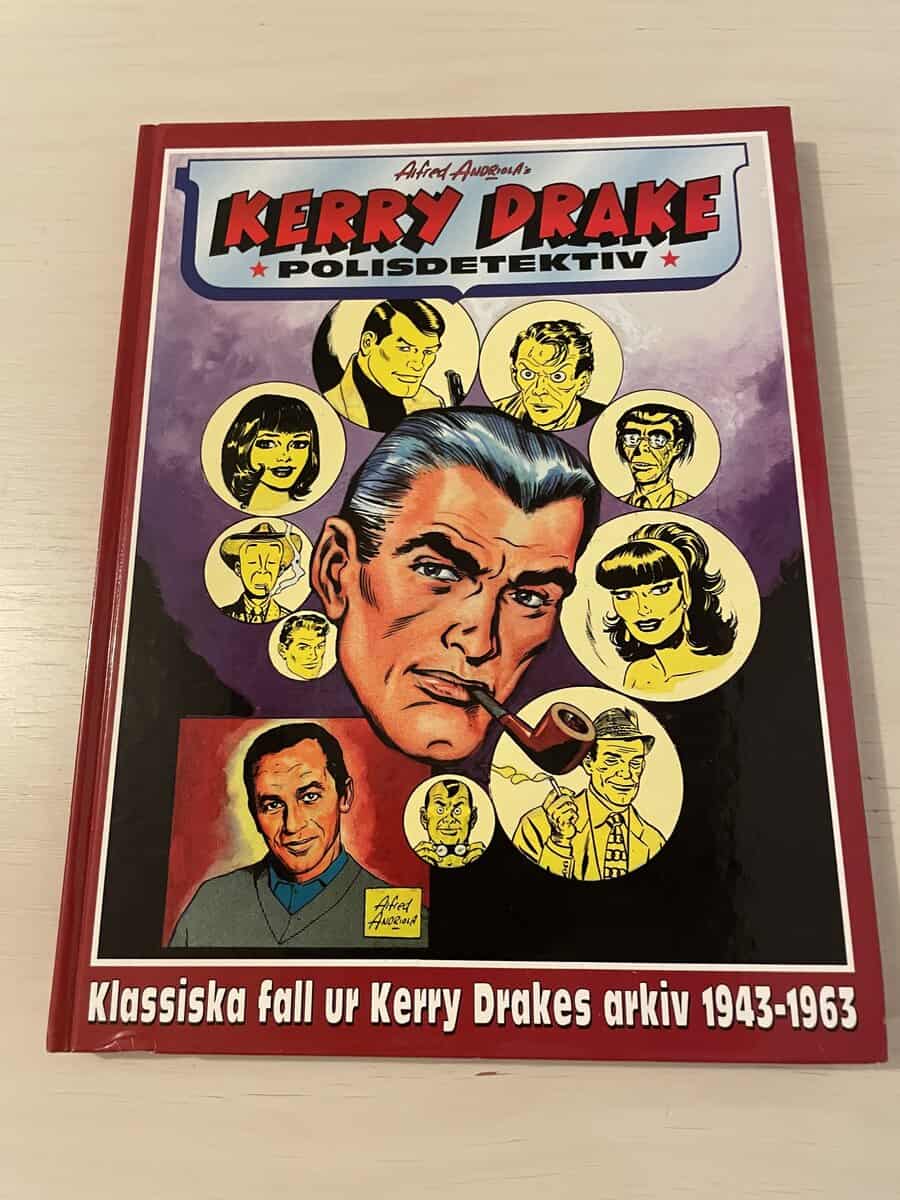 Alfred ANDRIOLA's
KERRY DRAKE
POLISDETEKTIV
Alfred
ANDRIOLA
Klassiska fall ur Kerry Drakes arkiv 1943-1963